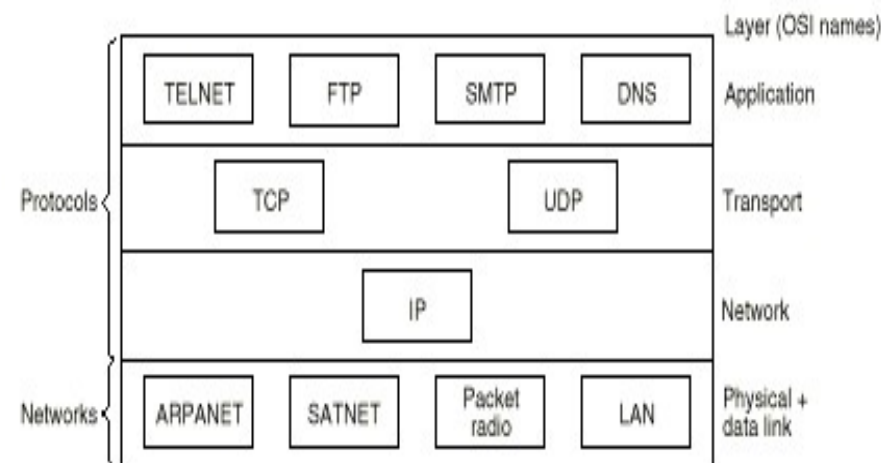 Layer (OSI names)
TELNET FTP SMTP DNS Application
Protocols TCP UDP Transport
IP Network
Networks ARPANET SATNET Packet radio LAN Physical + data link